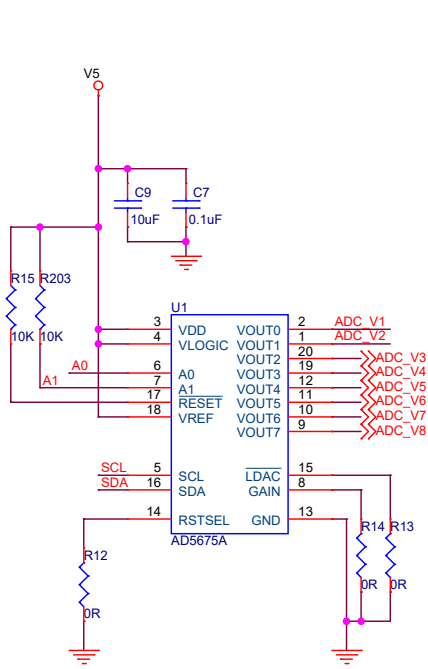 V5
C9
C7
10uF
0.1uF
R15
R203
10K
10K
U1
3
VDD
VOUT0
2
ADC_V1
4
VLOGIC
VOUT1
1
ADC_V2
VOUT2
20
ADC_V3
A0
6
A0
VOUT3
19
ADC_V4
A1
7
A1
VOUT4
12
ADC_V5
17
RESET
VOUT5
11
ADC_V6
18
VREF
VOUT6
10
ADC_V7
VOUT7
9
ADC_V8
SCL
5
SCL
LDAC
15
SDA
16
SDA
GAIN
8
14
RSTSEL
GND
13
AD5675A
R14
R13
R12
0R
0R
0R